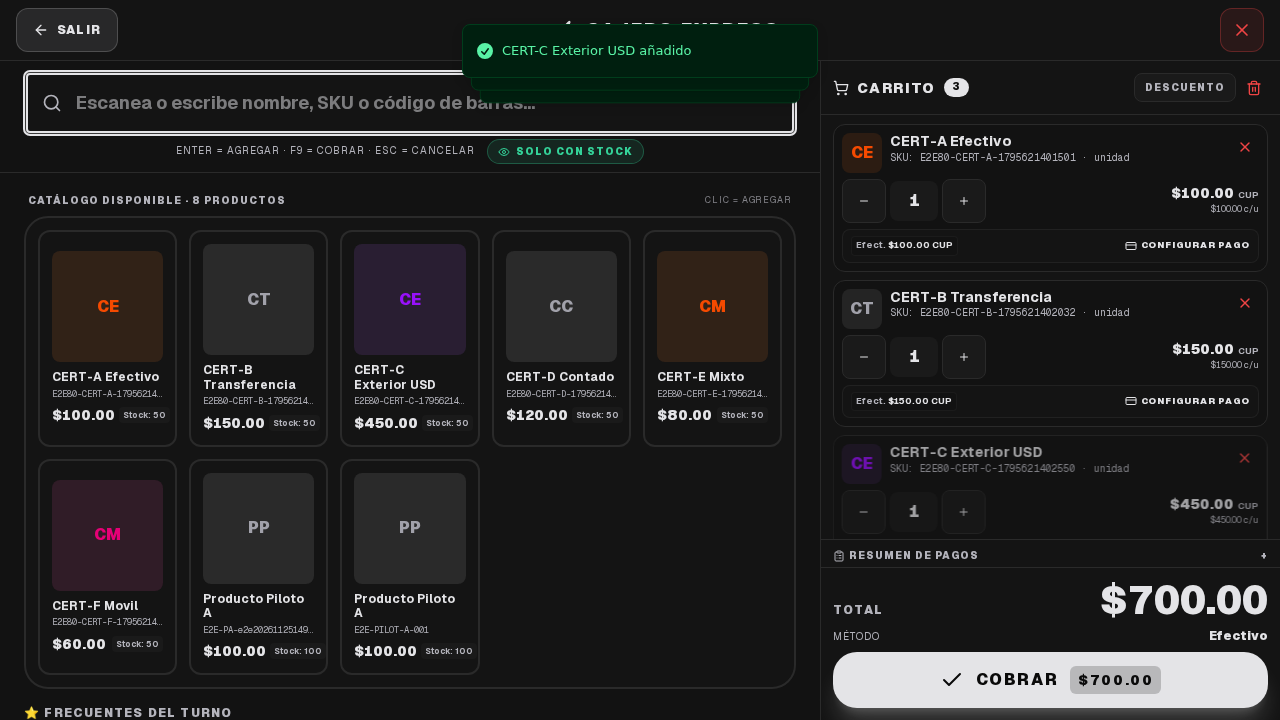 SALIR
CERT-C Exterior USD añadido
Escanea o escribe nombre, SKU o código de barras...
ENTER = AGREGAR · F9 = COBRAR · ESC = CANCELAR
SOLO CON STOCK
CATÁLOGO DISPONIBLE · 8 PRODUCTOS
CLIC = AGREGAR
CE
CERT-A Efectivo
E2E80-CERT-A-17956214…
$100.00 Stock: 50
CT
CERT-B
Transferencia
E2E80-CERT-B-17956214…
$150.00 Stock: 50
CE
CERT-C
Exterior USD
E2E80-CERT-C-17956214…
$450.00 Stock: 50
CC
CERT-D Contado
E2E80-CERT-D-17956214…
$120.00 Stock: 50
CM
CERT-E Mixto
E2E80-CERT-E-17956214…
$80.00 Stock: 50
CM
CERT-F Movil
E2E80-CERT-F-17956214…
$60.00 Stock: 50
PP
Producto Piloto
A
E2E-PA-e2e20261125149…
$100.00 Stock: 100
PP
Producto Piloto
A
E2E-PILOT-A-001
$100.00 Stock: 100
⭐ FRECUENTES DEL TURNO
CARRITO 3
DESCUENTO
CE
CERT-A Efectivo
SKU: E2E80-CERT-A-1795621401501 · unidad
− 1 +
$100.00 CUP
$100.00 c/u
Efect. $100.00 CUP
CONFIGURAR PAGO
CT
CERT-B Transferencia
SKU: E2E80-CERT-B-1795621402032 · unidad
− 1 +
$150.00 CUP
$150.00 c/u
Efect. $150.00 CUP
CONFIGURAR PAGO
CE
CERT-C Exterior USD
SKU: E2E80-CERT-C-1795621402550 · unidad
− 1 +
$450.00 CUP
$450.00 c/u
RESUMEN DE PAGOS +
TOTAL $700.00
MÉTODO Efectivo
COBRAR $700.00